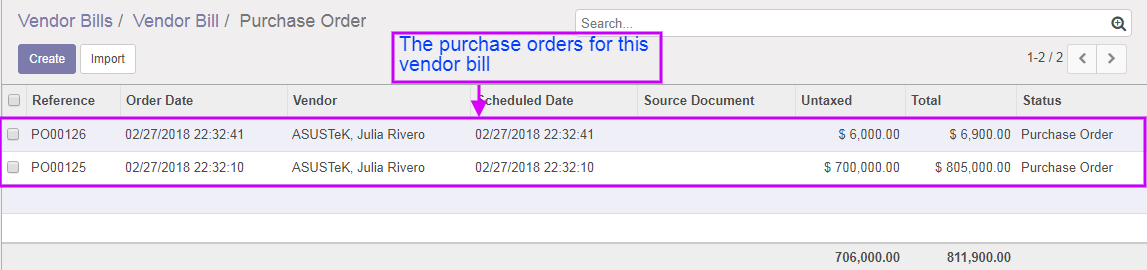 Vendor Bills / Vendor Bill / Purchase Order
Search...
Create Import
The purchase orders for this
vendor bill
1-2 / 2
Reference Order Date Vendor Scheduled Date Source Document Untaxed Total Status
PO00126 02/27/2018 22:32:41 ASUSTeK, Julia Rivero 02/27/2018 22:32:41 $ 6,000.00 $ 6,900.00 Purchase Order
PO00125 02/27/2018 22:32:10 ASUSTeK, Julia Rivero 02/27/2018 22:32:10 $ 700,000.00 $ 805,000.00 Purchase Order
706,000.00 811,900.00